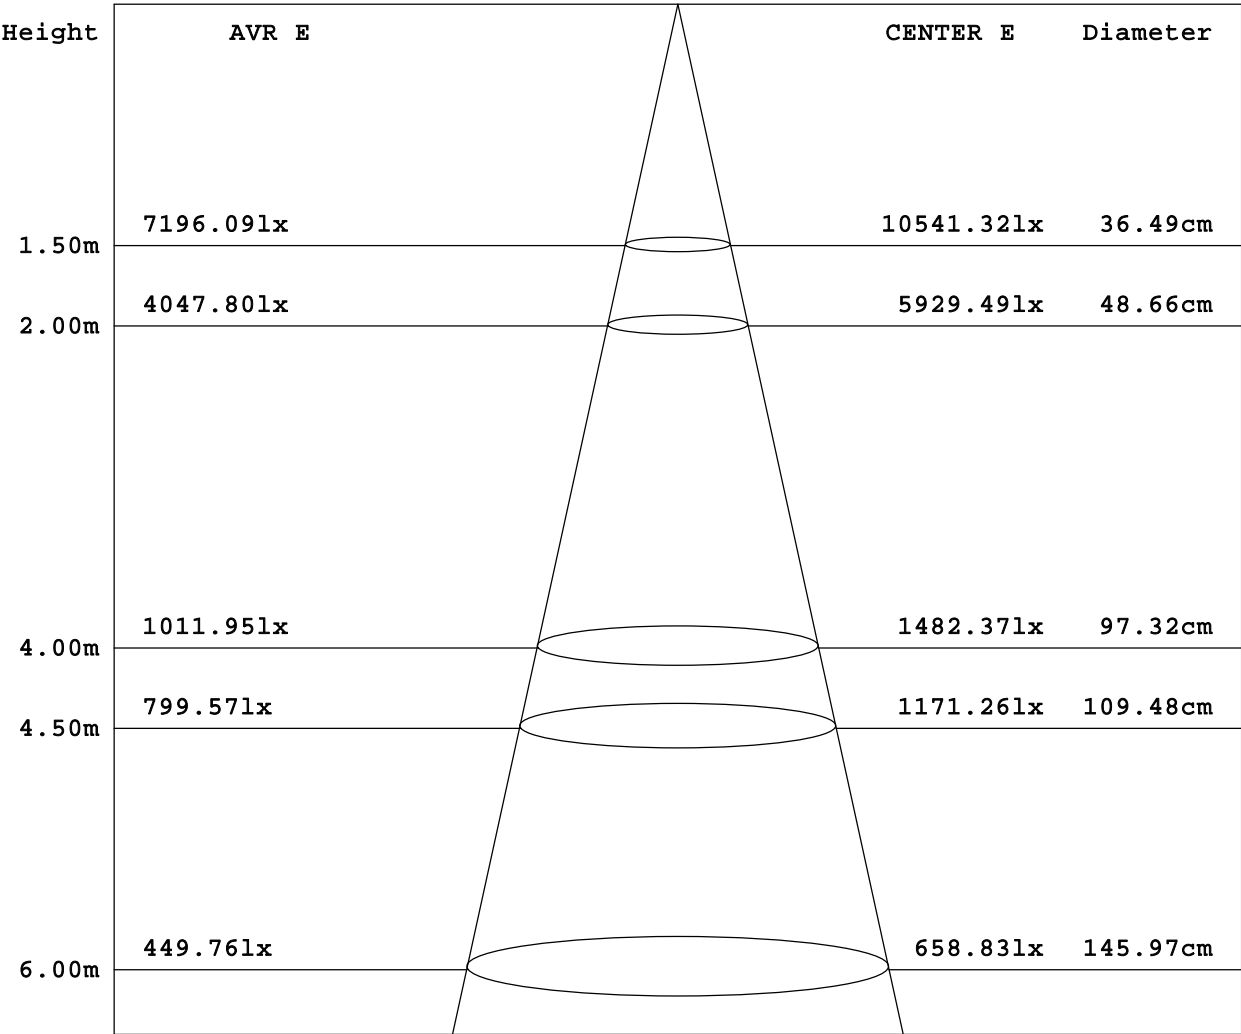 Height AVR E CENTER E Diameter
7196.09lx 10541.32lx 36.49cm
1.50m
4047.80lx 5929.49lx 48.66cm
2.00m
1011.95lx 1482.37lx 97.32cm
4.00m
799.57lx 1171.26lx 109.48cm
4.50m
449.76lx 658.83lx 145.97cm
6.00m